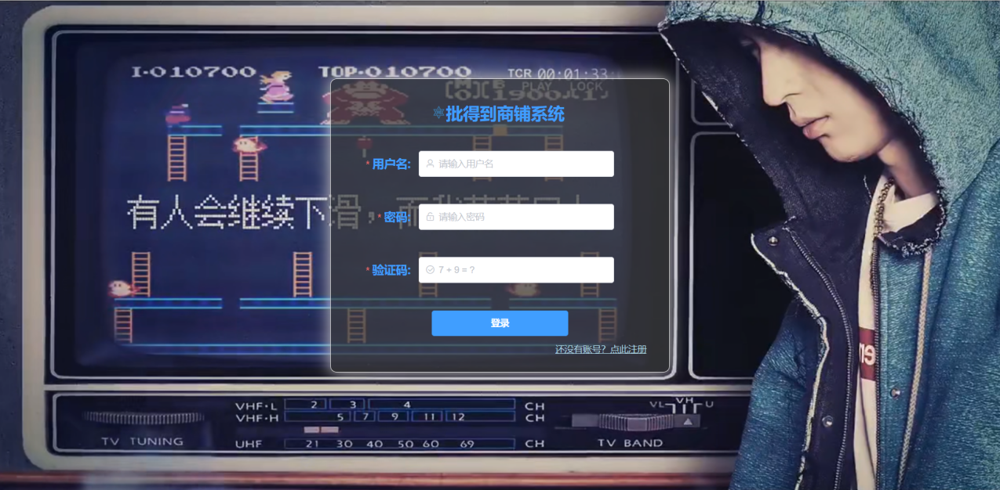 I-010700 TOP-010700 TCR 00:01:33:
PLAY LOCK
批得到商铺系统
* 用户名: 请输入用户名
有人会继续下滑，而我
* 密码: 请输入密码
* 验证码: 7 + 9 = ?
登录
还没有账号？点此注册
VHF·L 2 3 4 CH
VHF·H 5 7 9 11 12 CH
UHF 21 30 40 50 60 69 CH
TV TUNING
VL VH U
TV BAND